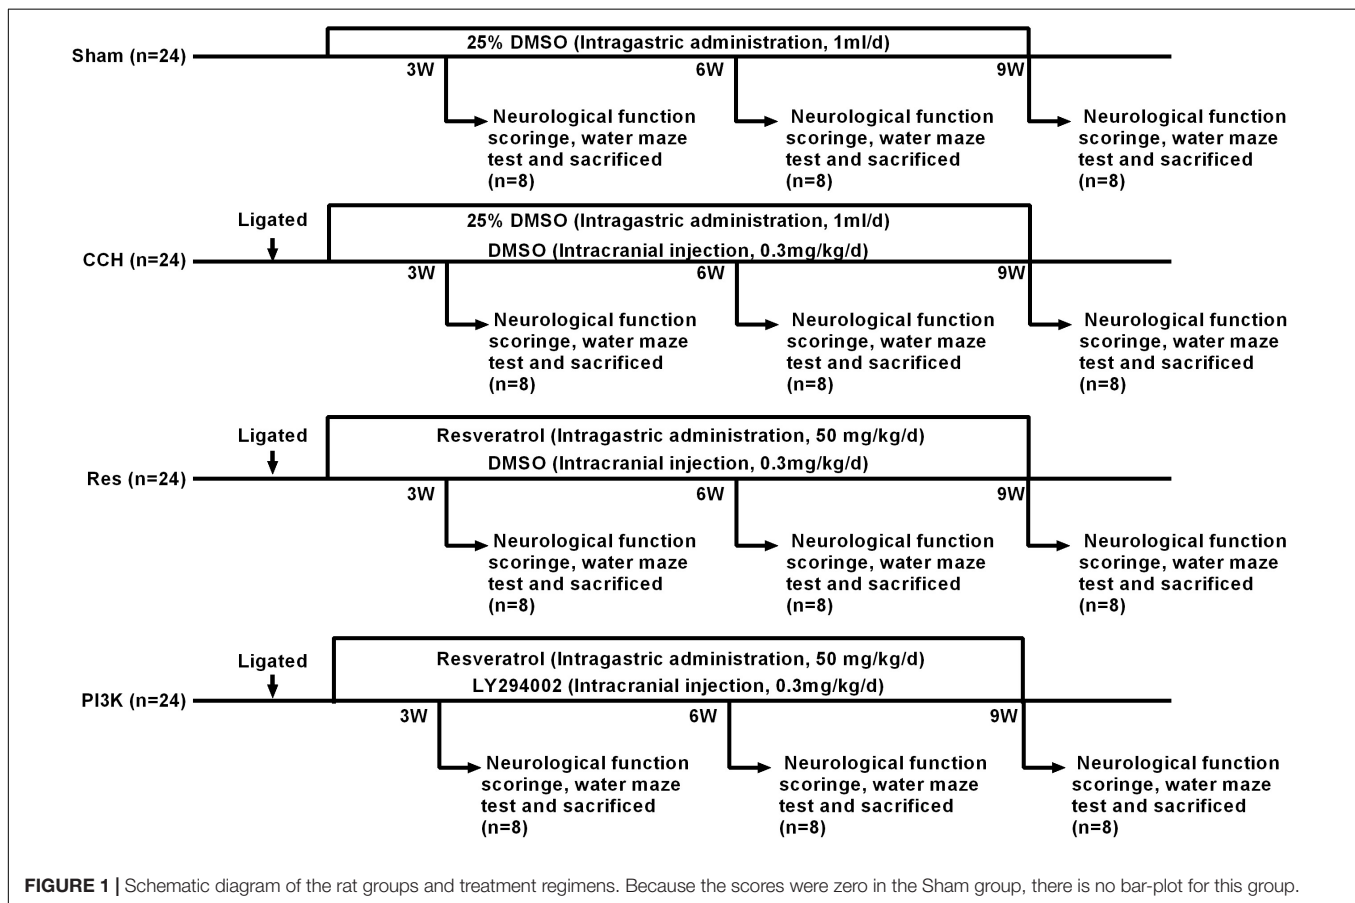 25% DMSO (Intragastric administration, 1ml/d)
Sham (n=24)
3W
6W
9W
Neurological function
scoringe, water maze
test and sacrificed
(n=8)
Neurological function
scoringe, water maze
test and sacrificed
(n=8)
Neurological function
scoringe, water maze
test and sacrificed
(n=8)
Ligated
25% DMSO (Intragastric administration, 1ml/d)
DMSO (Intracranial injection, 0.3mg/kg/d)
CCH (n=24)
3W
6W
9W
Neurological function
scoringe, water maze
test and sacrificed
(n=8)
Neurological function
scoringe, water maze
test and sacrificed
(n=8)
Neurological function
scoringe, water maze
test and sacrificed
(n=8)
Ligated
Resveratrol (Intragastric administration, 50 mg/kg/d)
DMSO (Intracranial injection, 0.3mg/kg/d)
Res (n=24)
3W
6W
9W
Neurological function
scoringe, water maze
test and sacrificed
(n=8)
Neurological function
scoringe, water maze
test and sacrificed
(n=8)
Neurological function
scoringe, water maze
test and sacrificed
(n=8)
Ligated
Resveratrol (Intragastric administration, 50 mg/kg/d)
LY294002 (Intracranial injection, 0.3mg/kg/d)
PI3K (n=24)
3W
6W
9W
Neurological function
scoringe, water maze
test and sacrificed
(n=8)
Neurological function
scoringe, water maze
test and sacrificed
(n=8)
Neurological function
scoringe, water maze
test and sacrificed
(n=8)
FIGURE 1 | Schematic diagram of the rat groups and treatment regimens. Because the scores were zero in the Sham group, there is no bar-plot for this group.